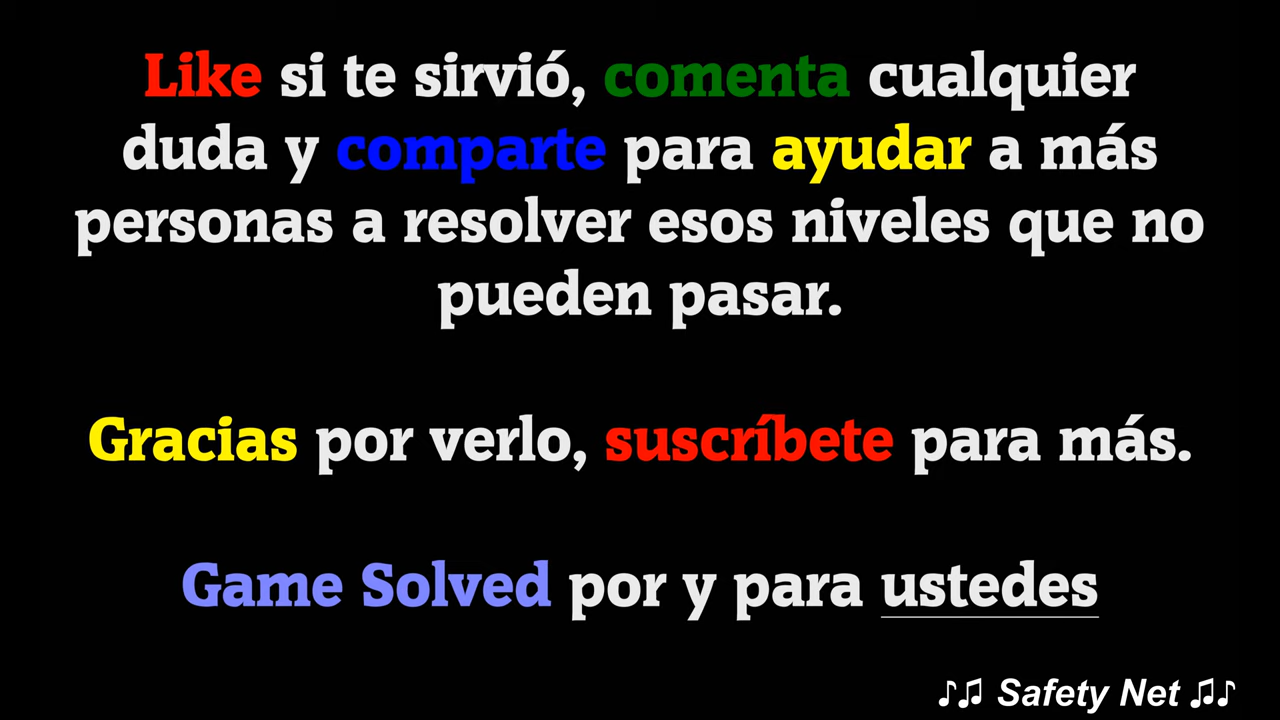 Like si te sirvió, comenta cualquier
duda y comparte para ayudar a más
personas a resolver esos niveles que no
pueden pasar.
Gracias por verlo, suscríbete para más.
Game Solved por y para ustedes
♪♫ Safety Net ♫♪